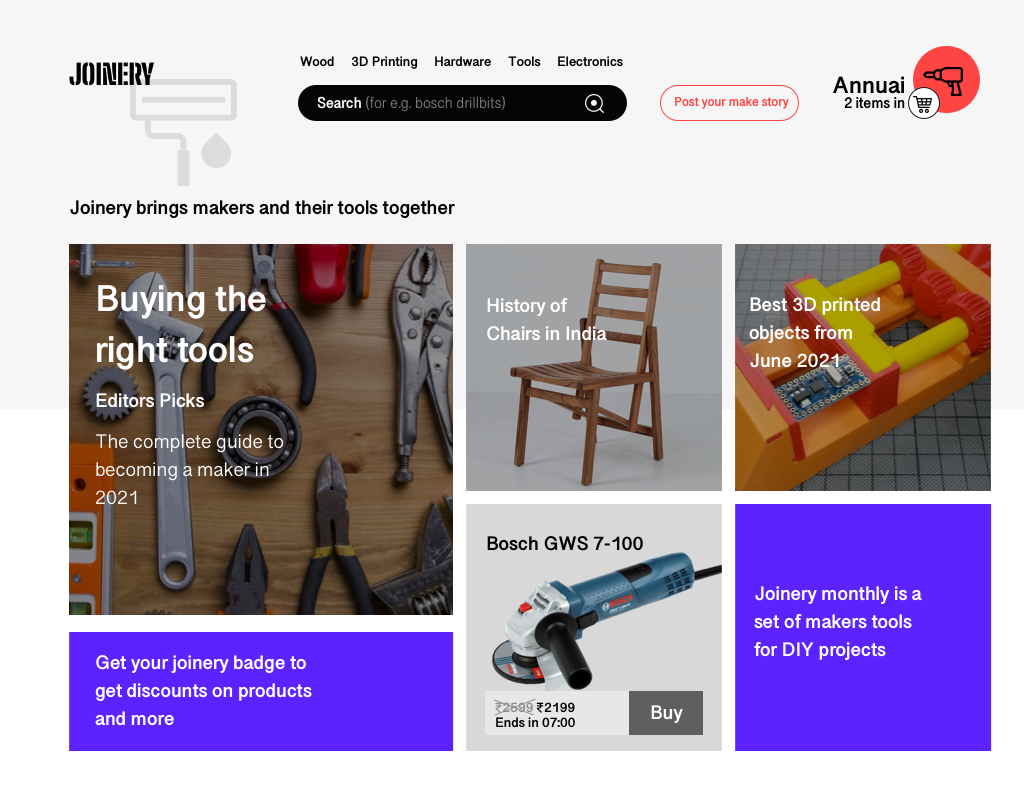 JOINERY
Wood 3D Printing Hardware Tools Electronics
Search (for e.g. bosch drillbits)
Post your make story
Annuai
2 items in
Joinery brings makers and their tools together
Buying the
right tools
Editors Picks
The complete guide to
becoming a maker in
2021
History of
Chairs in India
Best 3D printed
objects from
June 2021
Bosch GWS 7-100
BOSCH
₹2599 ₹2199
Ends in 07:00
Buy
Joinery monthly is a
set of makers tools
for DIY projects
Get your joinery badge to
get discounts on products
and more